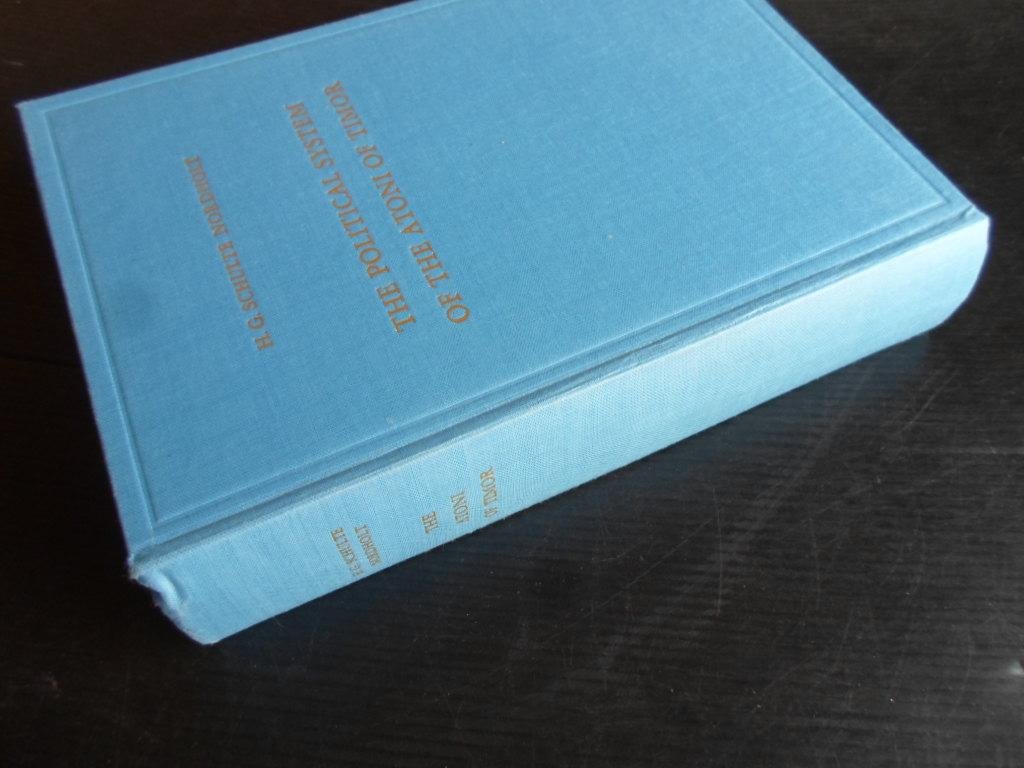 H. G. SCHULTE NORDHOLT
THE POLITICAL SYSTEM
OF THE ATONI OF TIMOR
SCHULTE
NORDHOLT
THE
ATONI
OF TIMOR